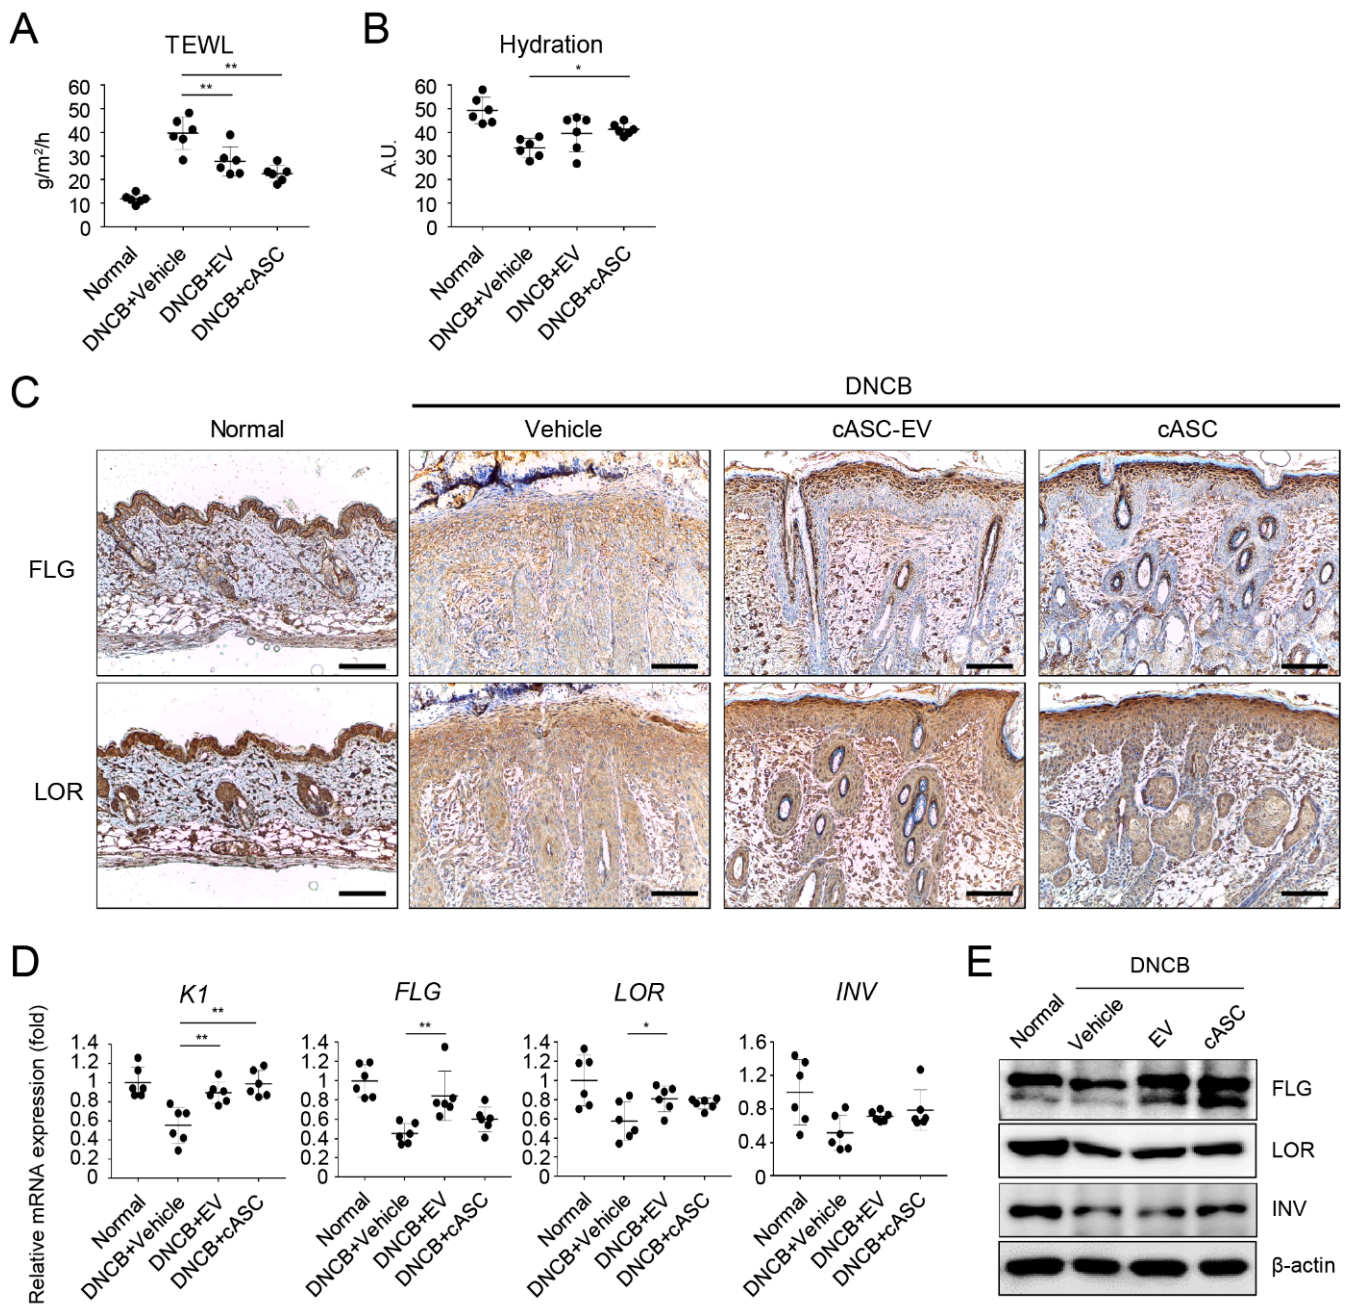 A
TEWL
**
**
g/m²/h
60
50
40
30
20
10
0
Normal
DNCB+Vehicle
DNCB+EV
DNCB+cASC
B
Hydration
*
A.U.
60
50
40
30
20
10
0
Normal
DNCB+Vehicle
DNCB+EV
DNCB+cASC
C
DNCB
Normal
Vehicle
cASC-EV
cASC
FLG
LOR
D
Relative mRNA expression (fold)
K1
**
**
1.4
1.2
1
0.8
0.6
0.4
0.2
0
Normal
DNCB+Vehicle
DNCB+EV
DNCB+cASC
FLG
**
1.4
1.2
1
0.8
0.6
0.4
0.2
0
Normal
DNCB+Vehicle
DNCB+EV
DNCB+cASC
LOR
*
1.4
1.2
1
0.8
0.6
0.4
0.2
0
Normal
DNCB+Vehicle
DNCB+EV
DNCB+cASC
INV
1.6
1.2
0.8
0.4
0
Normal
DNCB+Vehicle
DNCB+EV
DNCB+cASC
E
DNCB
Normal
Vehicle
EV
cASC
FLG
LOR
INV
β-actin